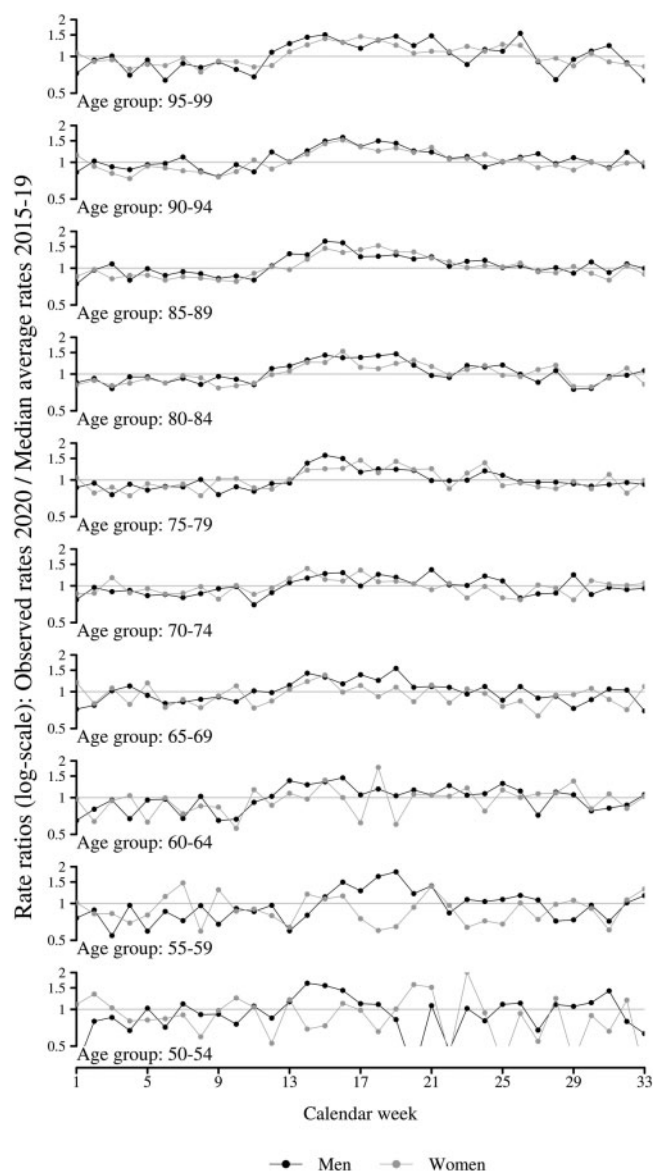 Rate ratios (log-scale): Observed rates 2020 / Median average rates 2015-19
2
1.5
1
0.5
Age group: 95-99
2
1.5
1
0.5
Age group: 90-94
2
1.5
1
0.5
Age group: 85-89
2
1.5
1
0.5
Age group: 80-84
2
1.5
1
0.5
Age group: 75-79
2
1.5
1
0.5
Age group: 70-74
2
1.5
1
0.5
Age group: 65-69
2
1.5
1
0.5
Age group: 60-64
2
1.5
1
0.5
Age group: 55-59
2
1.5
1
0.5
Age group: 50-54
1 5 9 13 17 21 25 29 33
Calendar week
Men Women